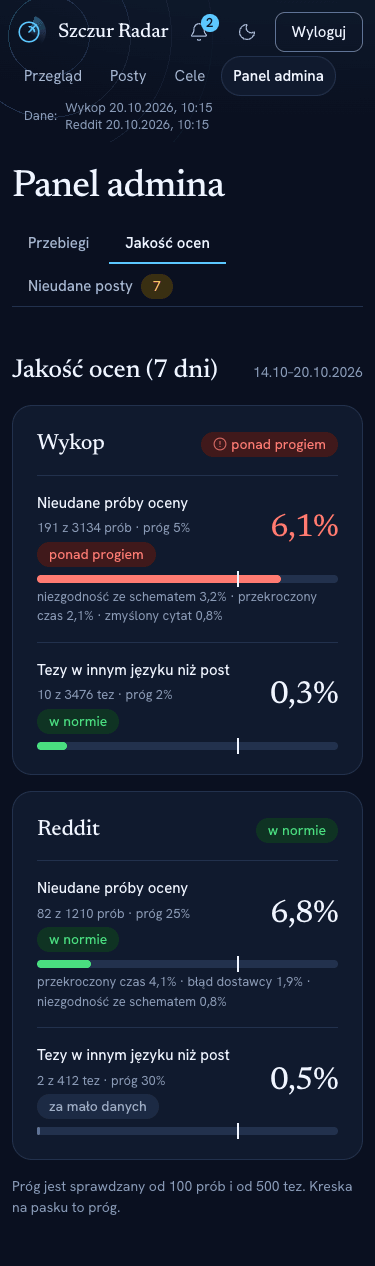 Szczur Radar
2
Wyloguj
Przegląd Posty Cele Panel admina
Dane: Wykop 20.10.2026, 10:15
Reddit 20.10.2026, 10:15
Panel admina
Przebiegi Jakość ocen
Nieudane posty 7
Jakość ocen (7 dni) 14.10–20.10.2026
Wykop ponad progiem
Nieudane próby oceny
191 z 3134 prób · próg 5%
6,1%
ponad progiem
niezgodność ze schematem 3,2% · przekroczony
czas 2,1% · zmyślony cytat 0,8%
Tezy w innym języku niż post
10 z 3476 tez · próg 2%
0,3%
w normie
Reddit w normie
Nieudane próby oceny
82 z 1210 prób · próg 25%
6,8%
w normie
przekroczony czas 4,1% · błąd dostawcy 1,9% ·
niezgodność ze schematem 0,8%
Tezy w innym języku niż post
2 z 412 tez · próg 30%
0,5%
za mało danych
Próg jest sprawdzany od 100 prób i od 500 tez. Kreska
na pasku to próg.